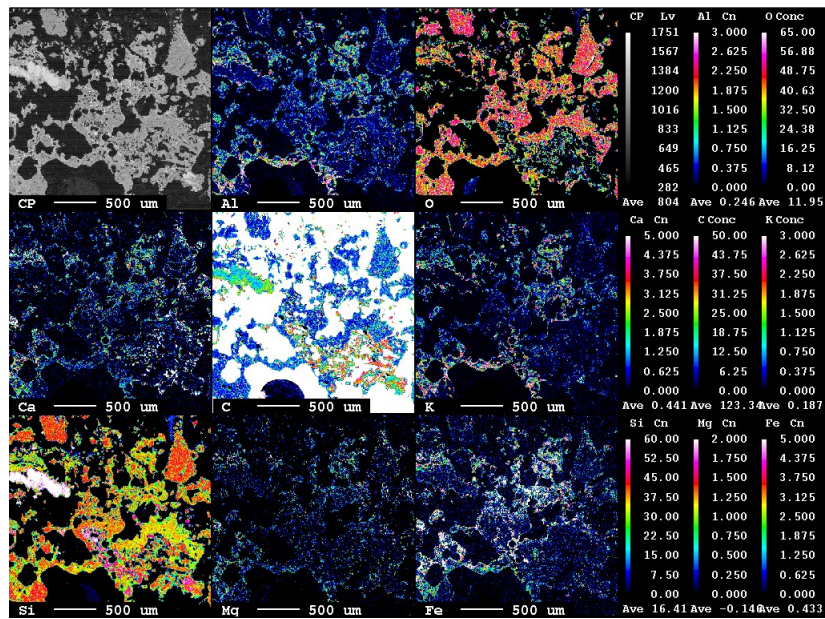 CP Lv Al Cn O Conc
1751 3.000 65.00
1567 2.625 56.88
1384 2.250 48.75
1200 1.875 40.63
1016 1.500 32.50
833 1.125 24.38
649 0.750 16.25
465 0.375 8.12
282 0.000 0.00
Ave 804 Ave 0.246 Ave 11.95
CP 500 um Al 500 um O 500 um
Ca Cn C Conc K Conc
5.000 50.00 3.000
4.375 43.75 2.625
3.750 37.50 2.250
3.125 31.25 1.875
2.500 25.00 1.500
1.875 18.75 1.125
1.250 12.50 0.750
0.625 6.25 0.375
0.000 0.00 0.000
Ave 0.441 Ave 123.34 Ave 0.187
Ca 500 um C 500 um K 500 um
Si Cn Mg Cn Fe Cn
60.00 2.000 5.000
52.50 1.750 4.375
45.00 1.500 3.750
37.50 1.250 3.125
30.00 1.000 2.500
22.50 0.750 1.875
15.00 0.500 1.250
7.50 0.250 0.625
0.00 0.000 0.000
Ave 16.41 Ave -0.146 Ave 0.433
Si 500 um Mg 500 um Fe 500 um